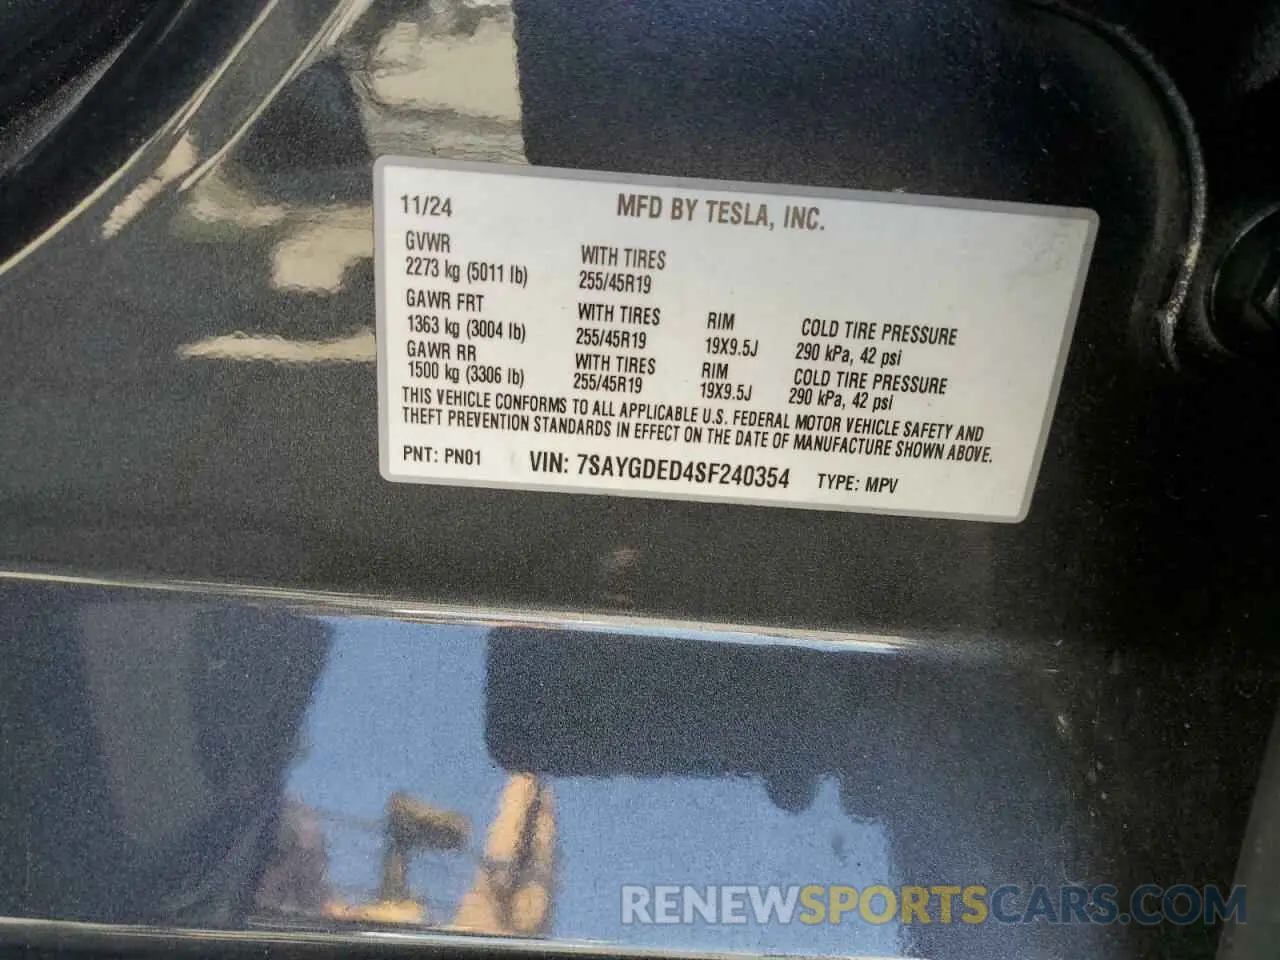 11/24 MFD BY TESLA, INC.
GVWR WITH TIRES
2273 kg (5011 lb) 255/45R19
GAWR FRT WITH TIRES RIM COLD TIRE PRESSURE
1363 kg (3004 lb) 255/45R19 19X9.5J 290 kPa, 42 psi
GAWR RR WITH TIRES RIM COLD TIRE PRESSURE
1500 kg (3306 lb) 255/45R19 19X9.5J 290 kPa, 42 psi
THIS VEHICLE CONFORMS TO ALL APPLICABLE U.S. FEDERAL MOTOR VEHICLE SAFETY AND
THEFT PREVENTION STANDARDS IN EFFECT ON THE DATE OF MANUFACTURE SHOWN ABOVE.
PNT: PN01 VIN: 7SAYGDED4SF240354 TYPE: MPV
RENEWSPORTSCARS.COM